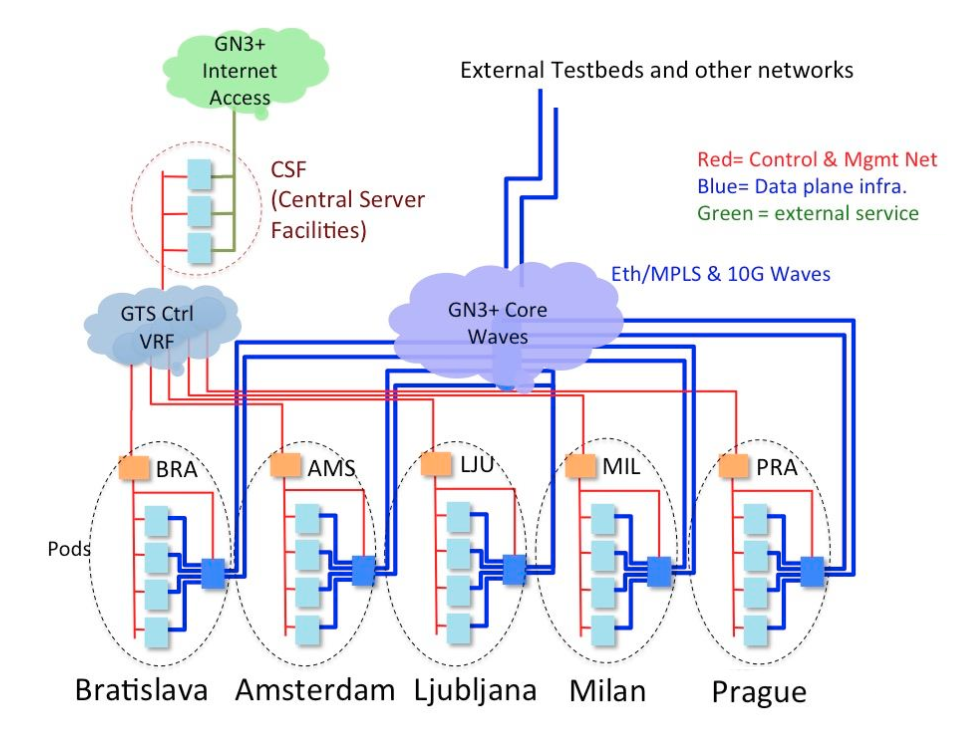 GN3+
Internet
Access
External Testbeds and other networks
Red= Control & Mgmt Net
Blue= Data plane infra.
Green = external service
CSF
(Central Server
Facilities)
Eth/MPLS & 10G Waves
GTS Ctrl
VRF
GN3+ Core
Waves
BRA
AMS
LJU
MIL
PRA
Pods
Bratislava
Amsterdam
Ljubljana
Milan
Prague